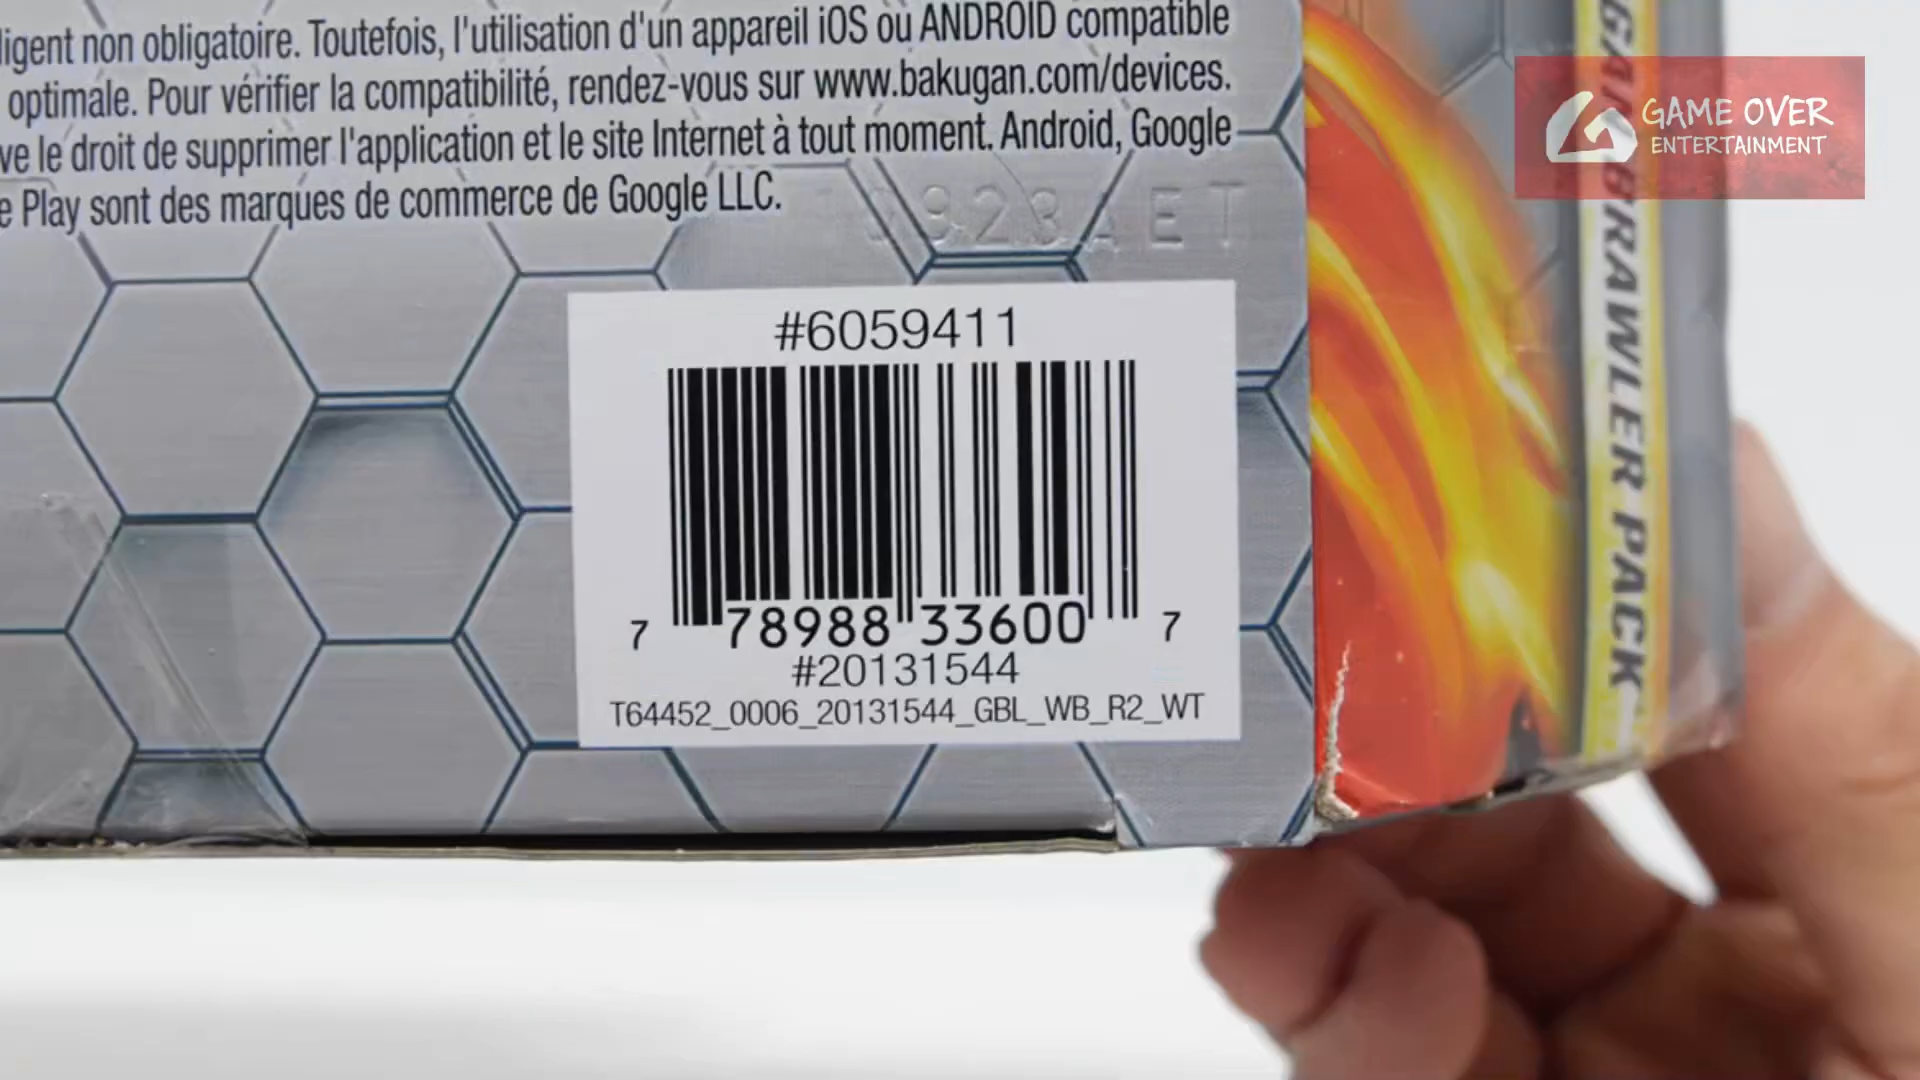 ligent non obligatoire. Toutefois, l'utilisation d'un appareil iOS ou ANDROID compatible
optimale. Pour vérifier la compatibilité, rendez-vous sur www.bakugan.com/devices.
ve le droit de supprimer l'application et le site Internet à tout moment. Android, Google
e Play sont des marques de commerce de Google LLC.
#6059411
7 78988 33600 7
#20131544
T64452_0006_20131544_GBL_WB_R2_WT
BRAWLER PACK
GAME OVER
ENTERTAINMENT